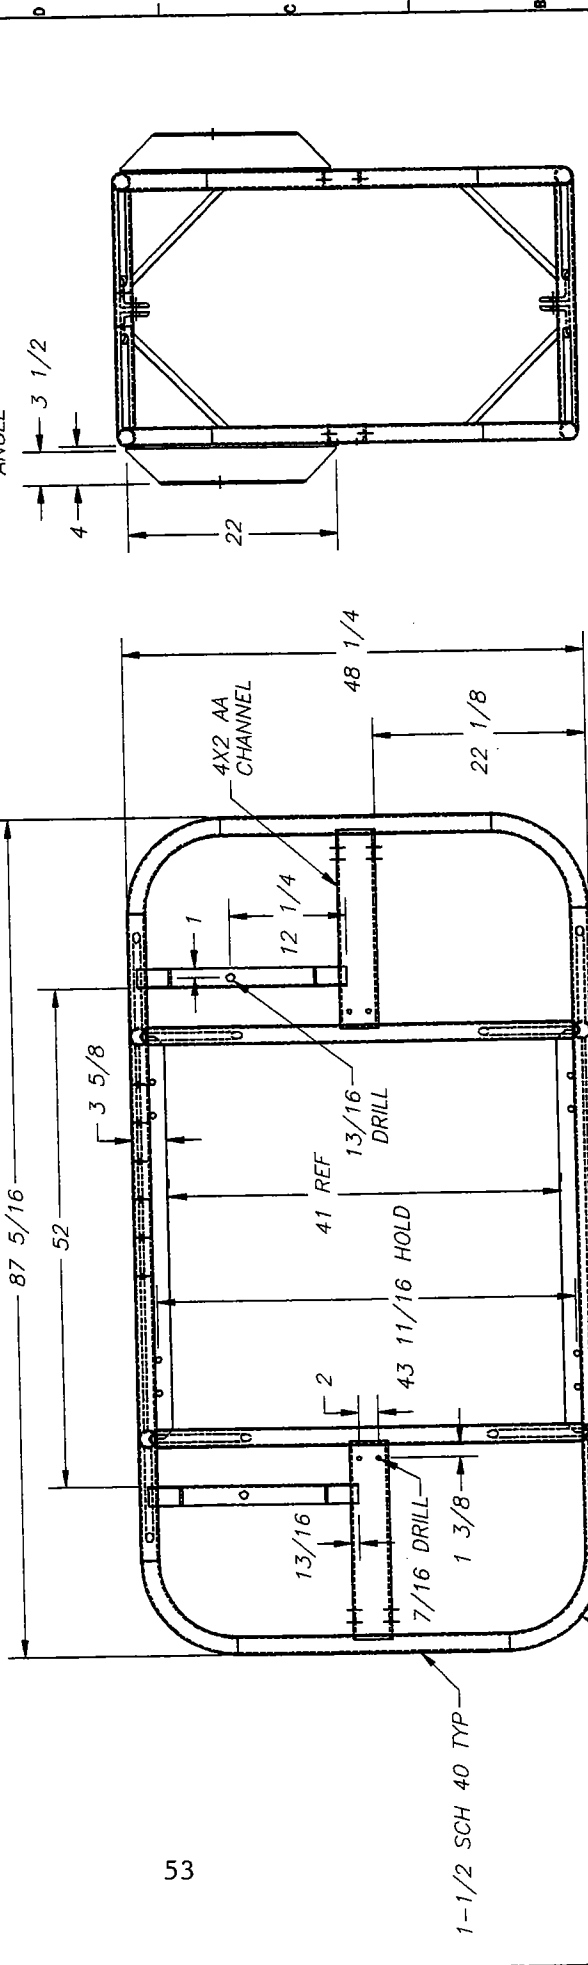 D
C
B
ANGLE
3 1/2
4
22
4X2 AA
CHANNEL
48 1/4
22 1/8
12 1/4
1
13/16
DRILL
3 5/8
87 5/16
52
41 REF
43 11/16 HOLD
2
13/16
7/16 DRILL
1 3/8
1-1/2 SCH 40 TYP
53